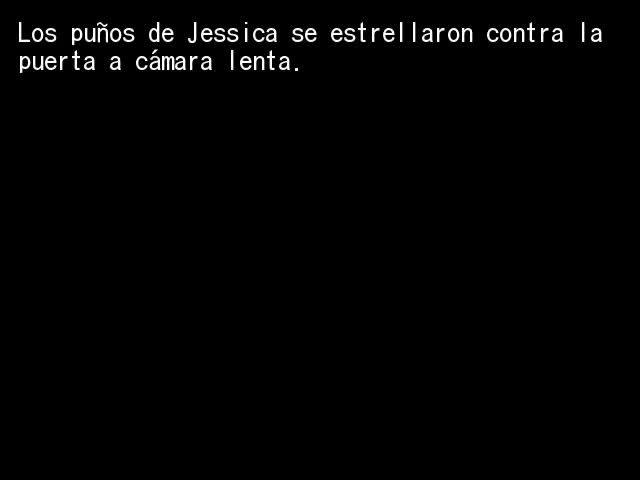 Los puños de Jessica se estrellaron contra la
puerta a cámara lenta.